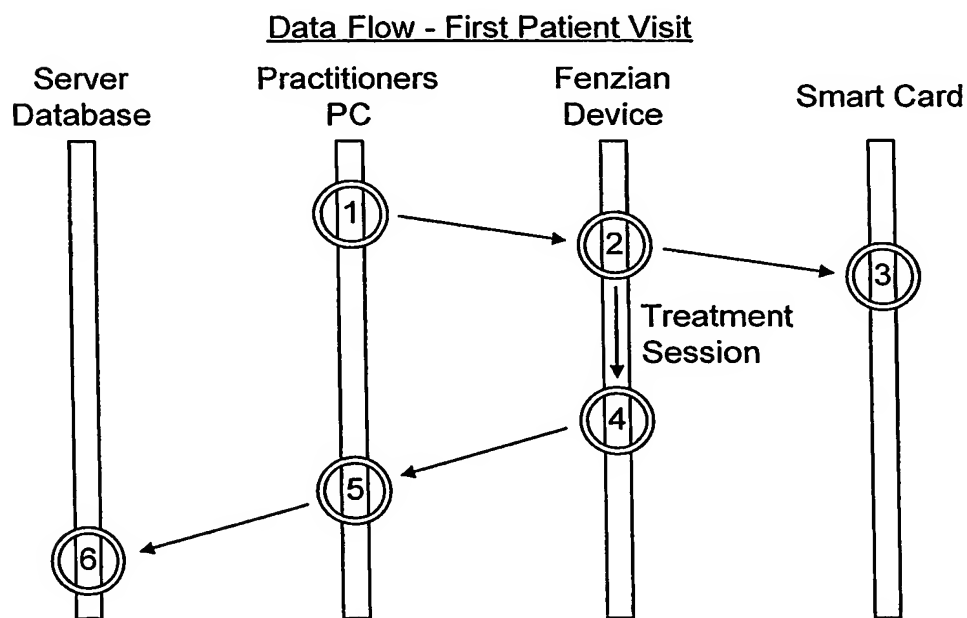 Data Flow - First Patient Visit
Server
Database
Practitioners
PC
Fenzian
Device
Smart Card
1
2
3
Treatment
Session
4
5
6